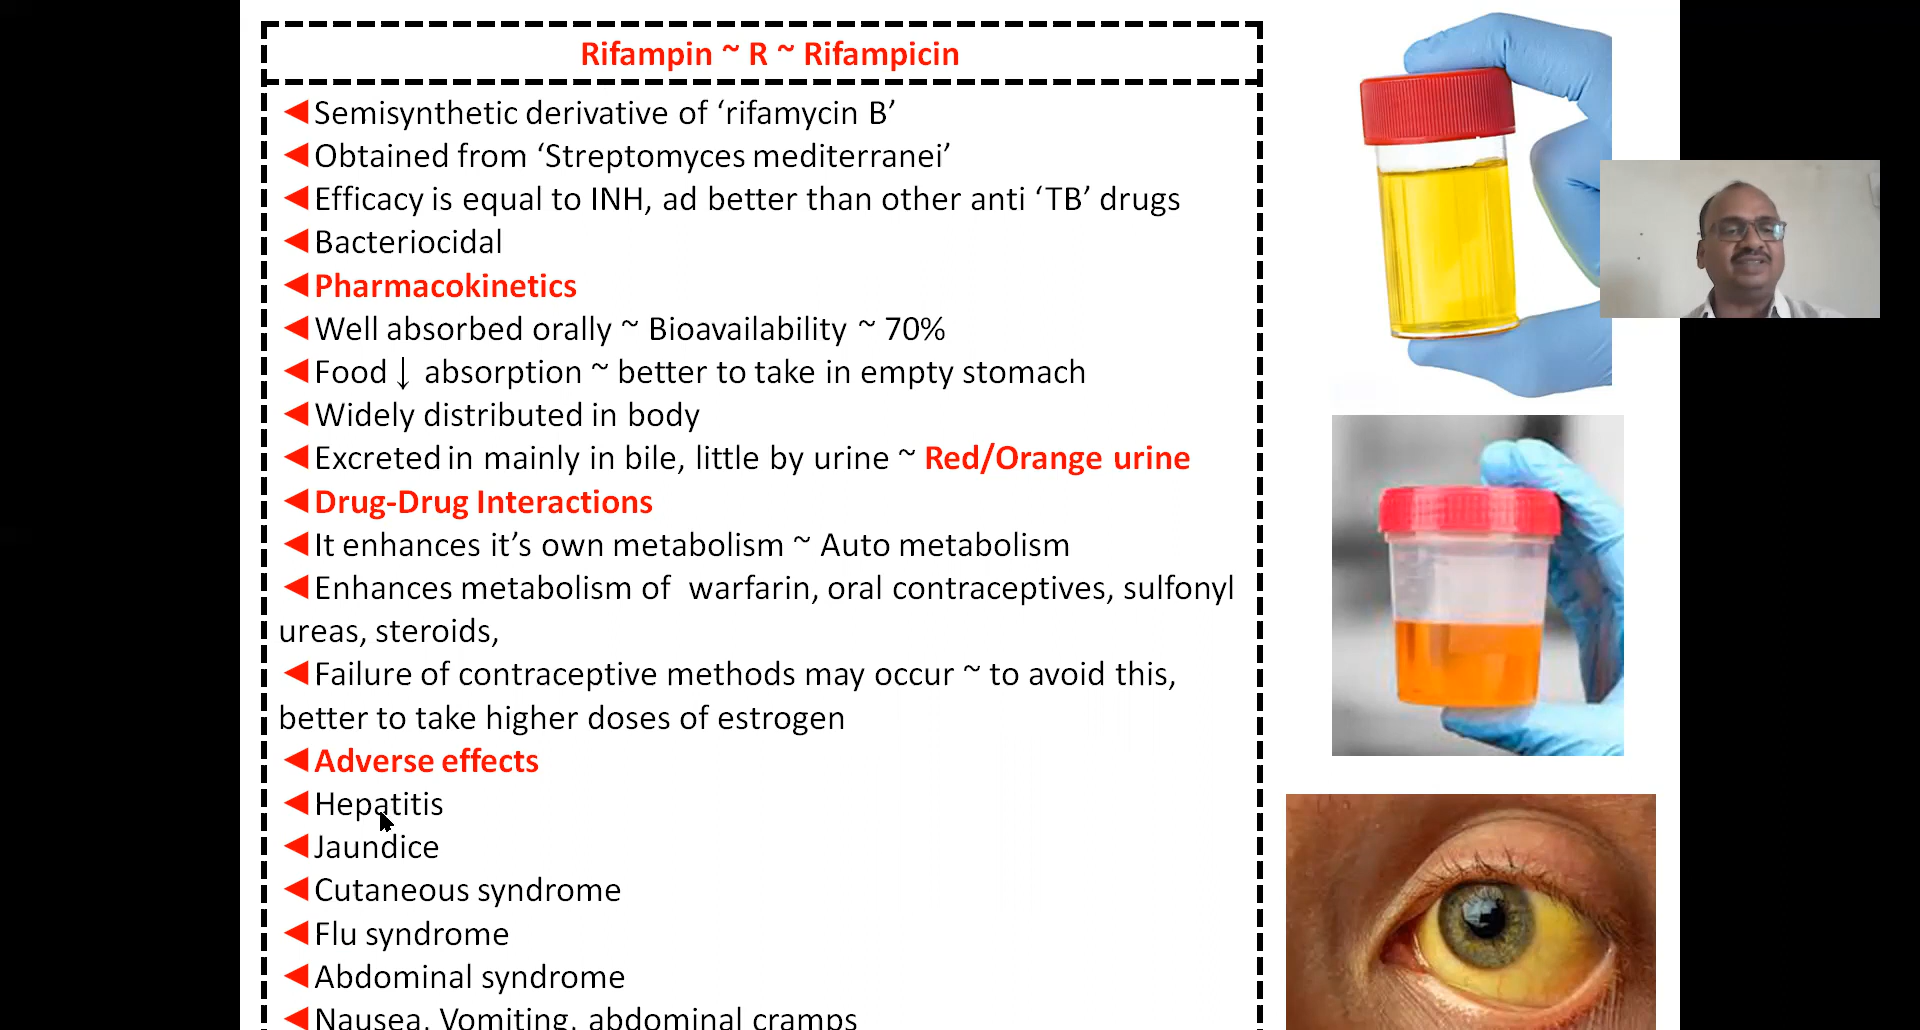 Rifampin ~ R ~ Rifampicin
◄Semisynthetic derivative of ‘rifamycin B’
◄Obtained from ‘Streptomyces mediterranei’
◄Efficacy is equal to INH, ad better than other anti ‘TB’ drugs
◄Bacteriocidal
◄Pharmacokinetics
◄Well absorbed orally ~ Bioavailability ~ 70%
◄Food↓ absorption ~ better to take in empty stomach
◄Widely distributed in body
◄Excreted in mainly in bile, little by urine ~ Red/Orange urine
◄Drug-Drug Interactions
◄It enhances it’s own metabolism ~ Auto metabolism
◄Enhances metabolism of warfarin, oral contraceptives, sulfonyl
ureas, steroids,
◄Failure of contraceptive methods may occur ~ to avoid this,
better to take higher doses of estrogen
◄Adverse effects
◄Hepatitis
◄Jaundice
◄Cutaneous syndrome
◄Flu syndrome
◄Abdominal syndrome
◄Nausea, Vomiting, abdominal cramps